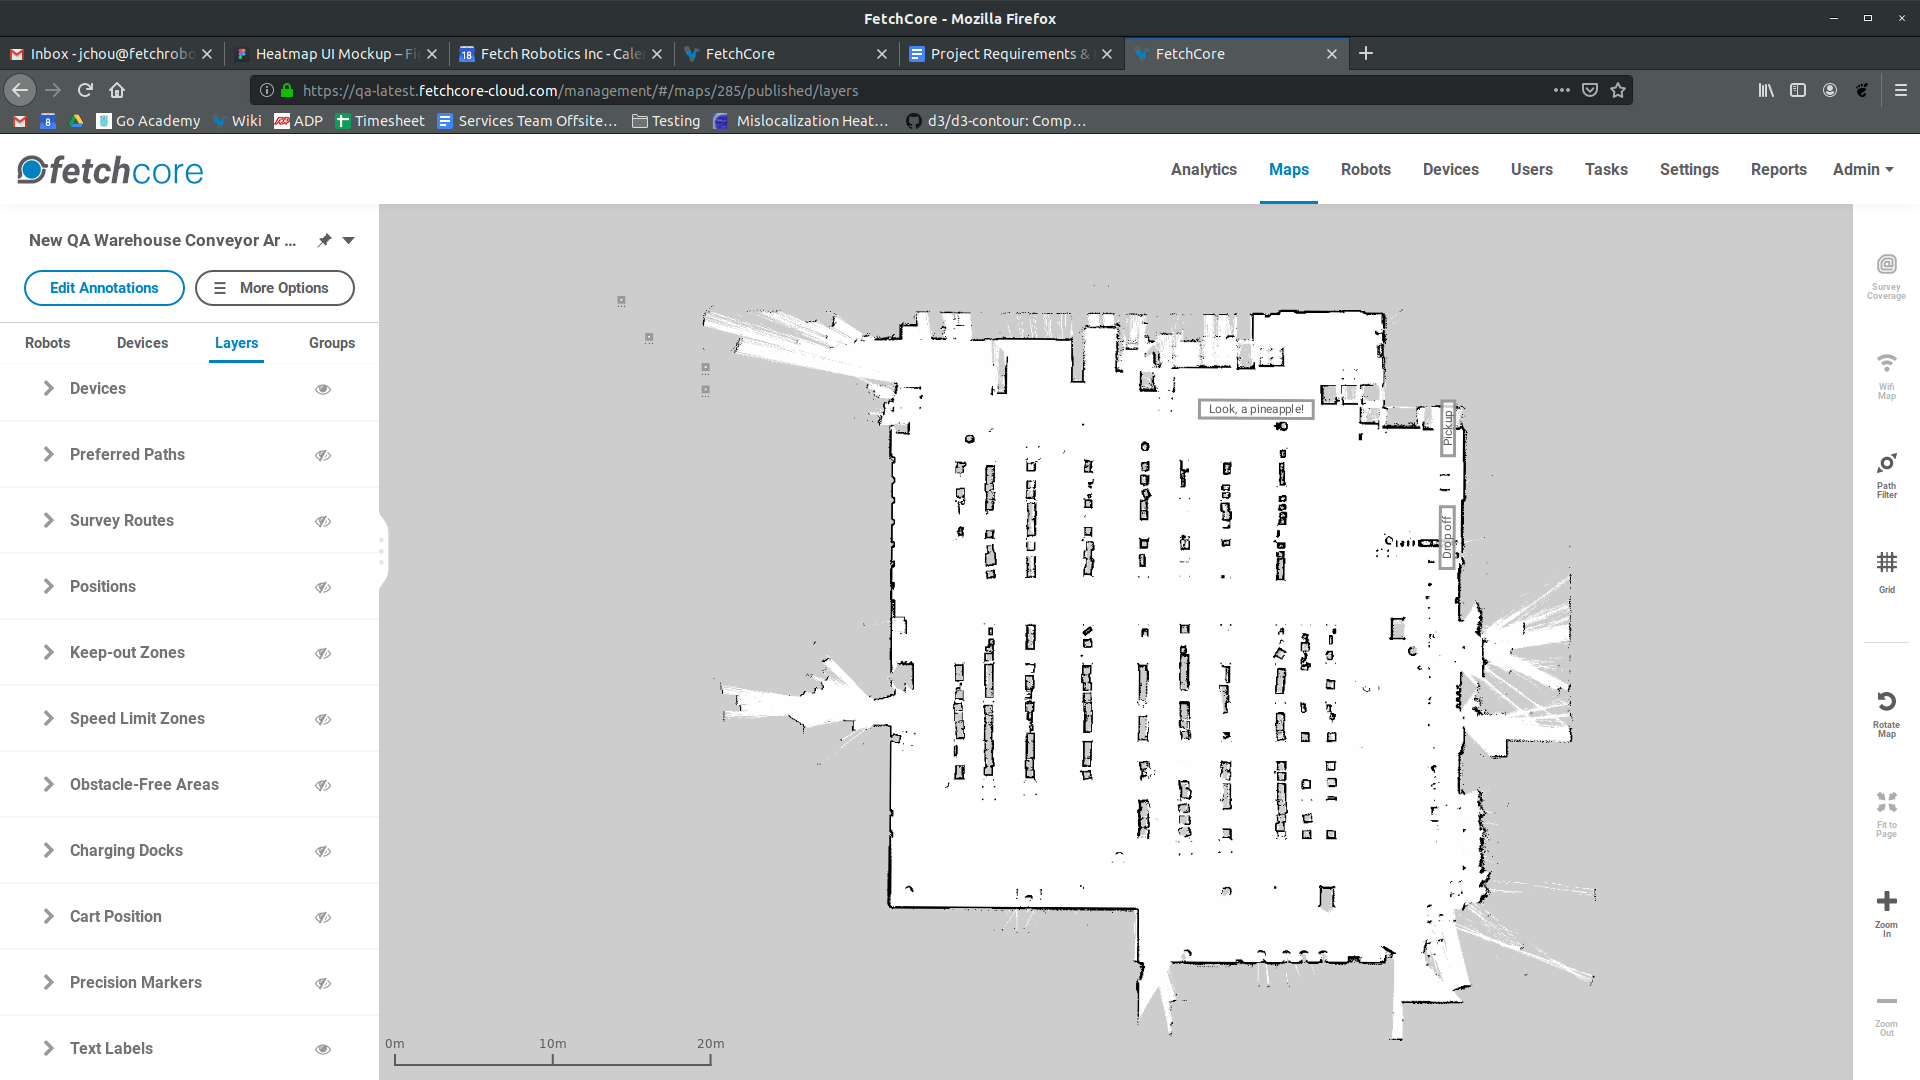 FetchCore - Mozilla Firefox
Inbox - jchou@fetchrobo
Heatmap UI Mockup – Fi
Fetch Robotics Inc - Cale
FetchCore
Project Requirements &
FetchCore
https://qa-latest.fetchcore-cloud.com/management/#/maps/285/published/layers
Go Academy
Wiki
ADP
Timesheet
Services Team Offsite...
Testing
Mislocalization Heat...
d3/d3-contour: Comp...
fetchcore
Analytics
Maps
Robots
Devices
Users
Tasks
Settings
Reports
Admin
New QA Warehouse Conveyor Ar ...
Edit Annotations
More Options
Robots
Devices
Layers
Groups
Devices
Preferred Paths
Survey Routes
Positions
Keep-out Zones
Speed Limit Zones
Obstacle-Free Areas
Charging Docks
Cart Position
Precision Markers
Text Labels
Look, a pineapple!
Pickup
Drop off
0m
10m
20m
Survey
Coverage
Wifi
Map
Path
Filter
Grid
Rotate
Map
Fit to
Page
Zoom
In
Zoom
Out